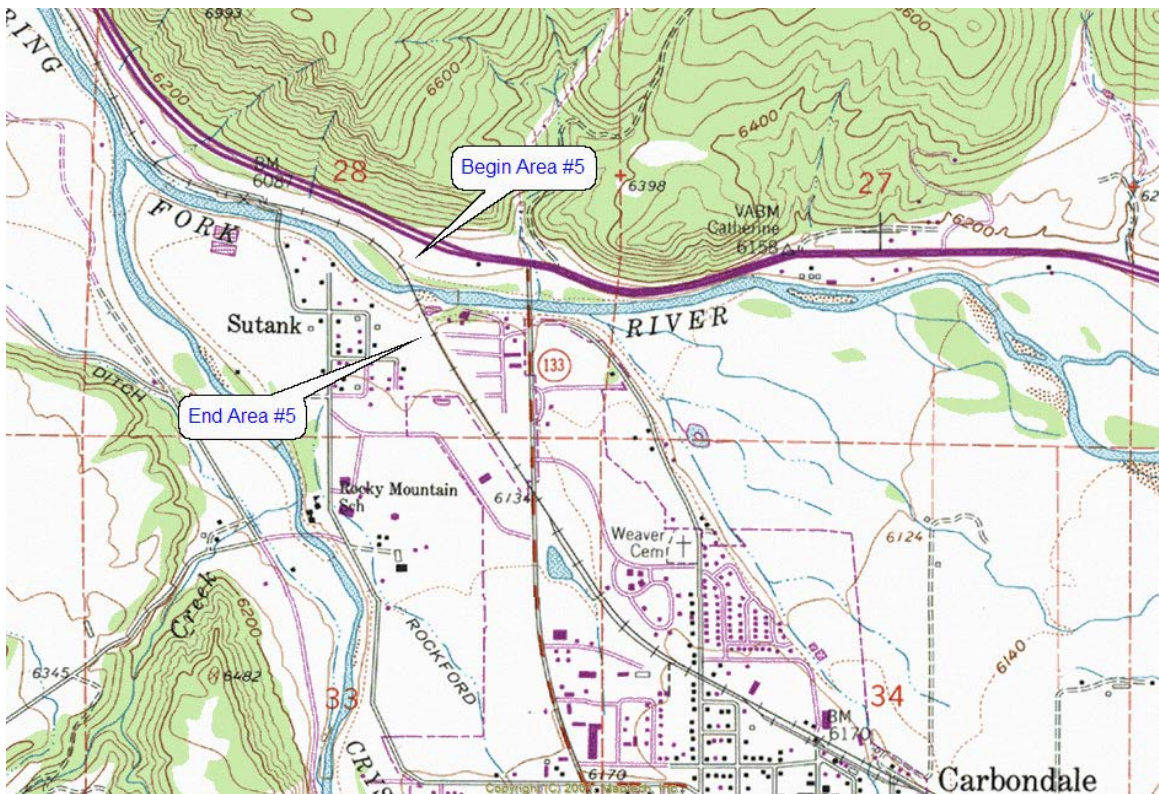 RING
6993
6200
6600
6600
BM
6087
28
Begin Area #5
6400
6398
27
VABM
Catherine
6158
6200
FORK
Sutank
RIVER
133
DITCH
End Area #5
Rocky Mountain
Sch
6134
Weaver
Cem
6124
Creek
6200
6345
6482
ROCKFORD
33
6140
34
BM
6170
CRYS
6170
Carbondale